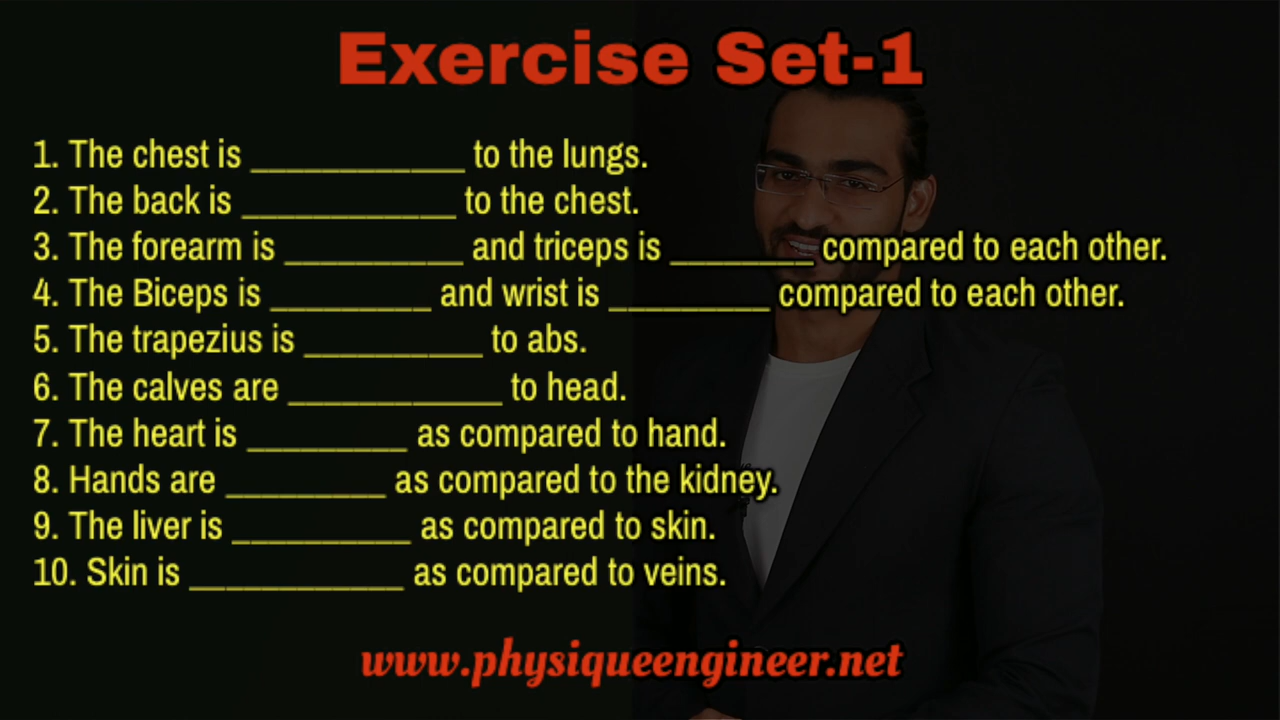 Exercise Set-1
1. The chest is ____________ to the lungs.
2. The back is ____________ to the chest.
3. The forearm is __________ and triceps is ________ compared to each other.
4. The Biceps is _________ and wrist is _________ compared to each other.
5. The trapezius is __________ to abs.
6. The calves are ____________ to head.
7. The heart is _________ as compared to hand.
8. Hands are _________ as compared to the kidney.
9. The liver is __________ as compared to skin.
10. Skin is ____________ as compared to veins.
www.physiqueengineer.net